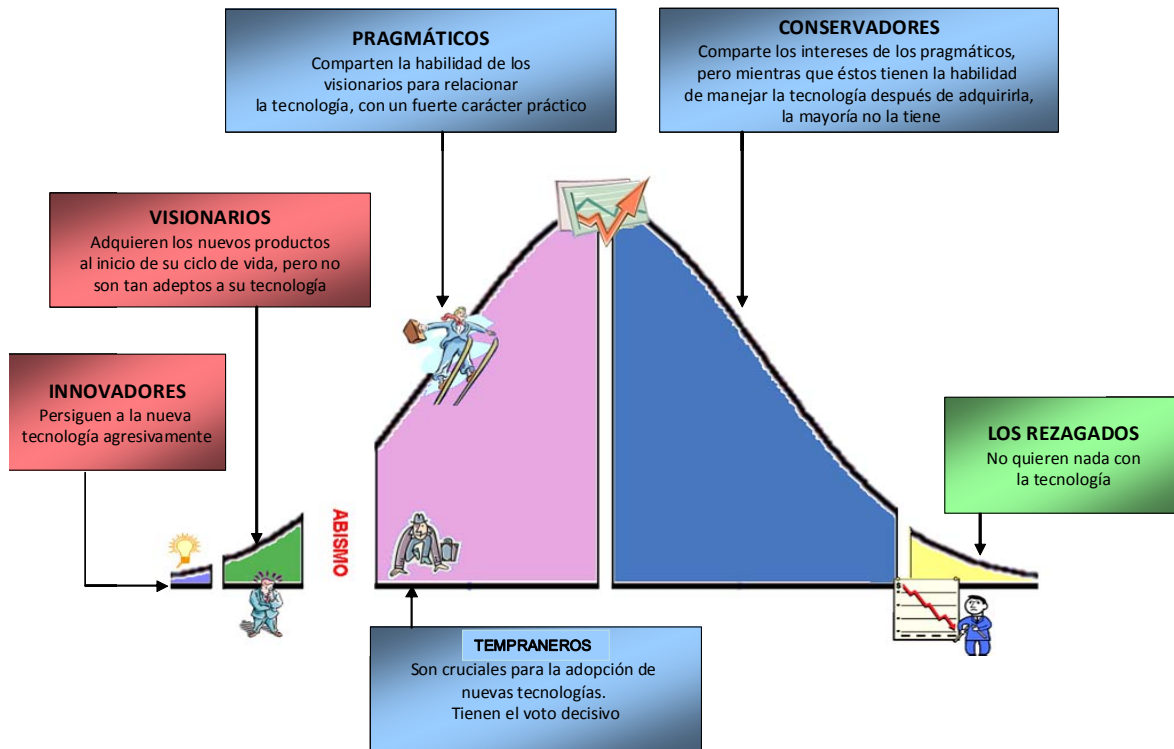 PRAGMÁTICOS
Comparten la habilidad de los
visionarios para relacionar
la tecnología, con un fuerte carácter práctico
CONSERVADORES
Comparte los intereses de los pragmáticos,
pero mientras que éstos tienen la habilidad
de manejar la tecnología después de adquirirla,
la mayoría no la tiene
VISIONARIOS
Adquieren los nuevos productos
al inicio de su ciclo de vida, pero no
son tan adeptos a su tecnología
INNOVADORES
Persiguen a la nueva
tecnología agresivamente
ABISMO
LOS REZAGADOS
No quieren nada con
la tecnología
TEMPRANEROS
Son cruciales para la adopción de
nuevas tecnologías.
Tienen el voto decisivo
$